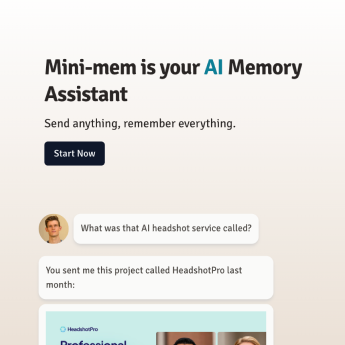 Mini-mem is your AI Memory
Assistant
Send anything, remember everything.
Start Now
What was that AI headshot service called?
You sent me this project called HeadshotPro last
month:
HeadshotPro
Professional